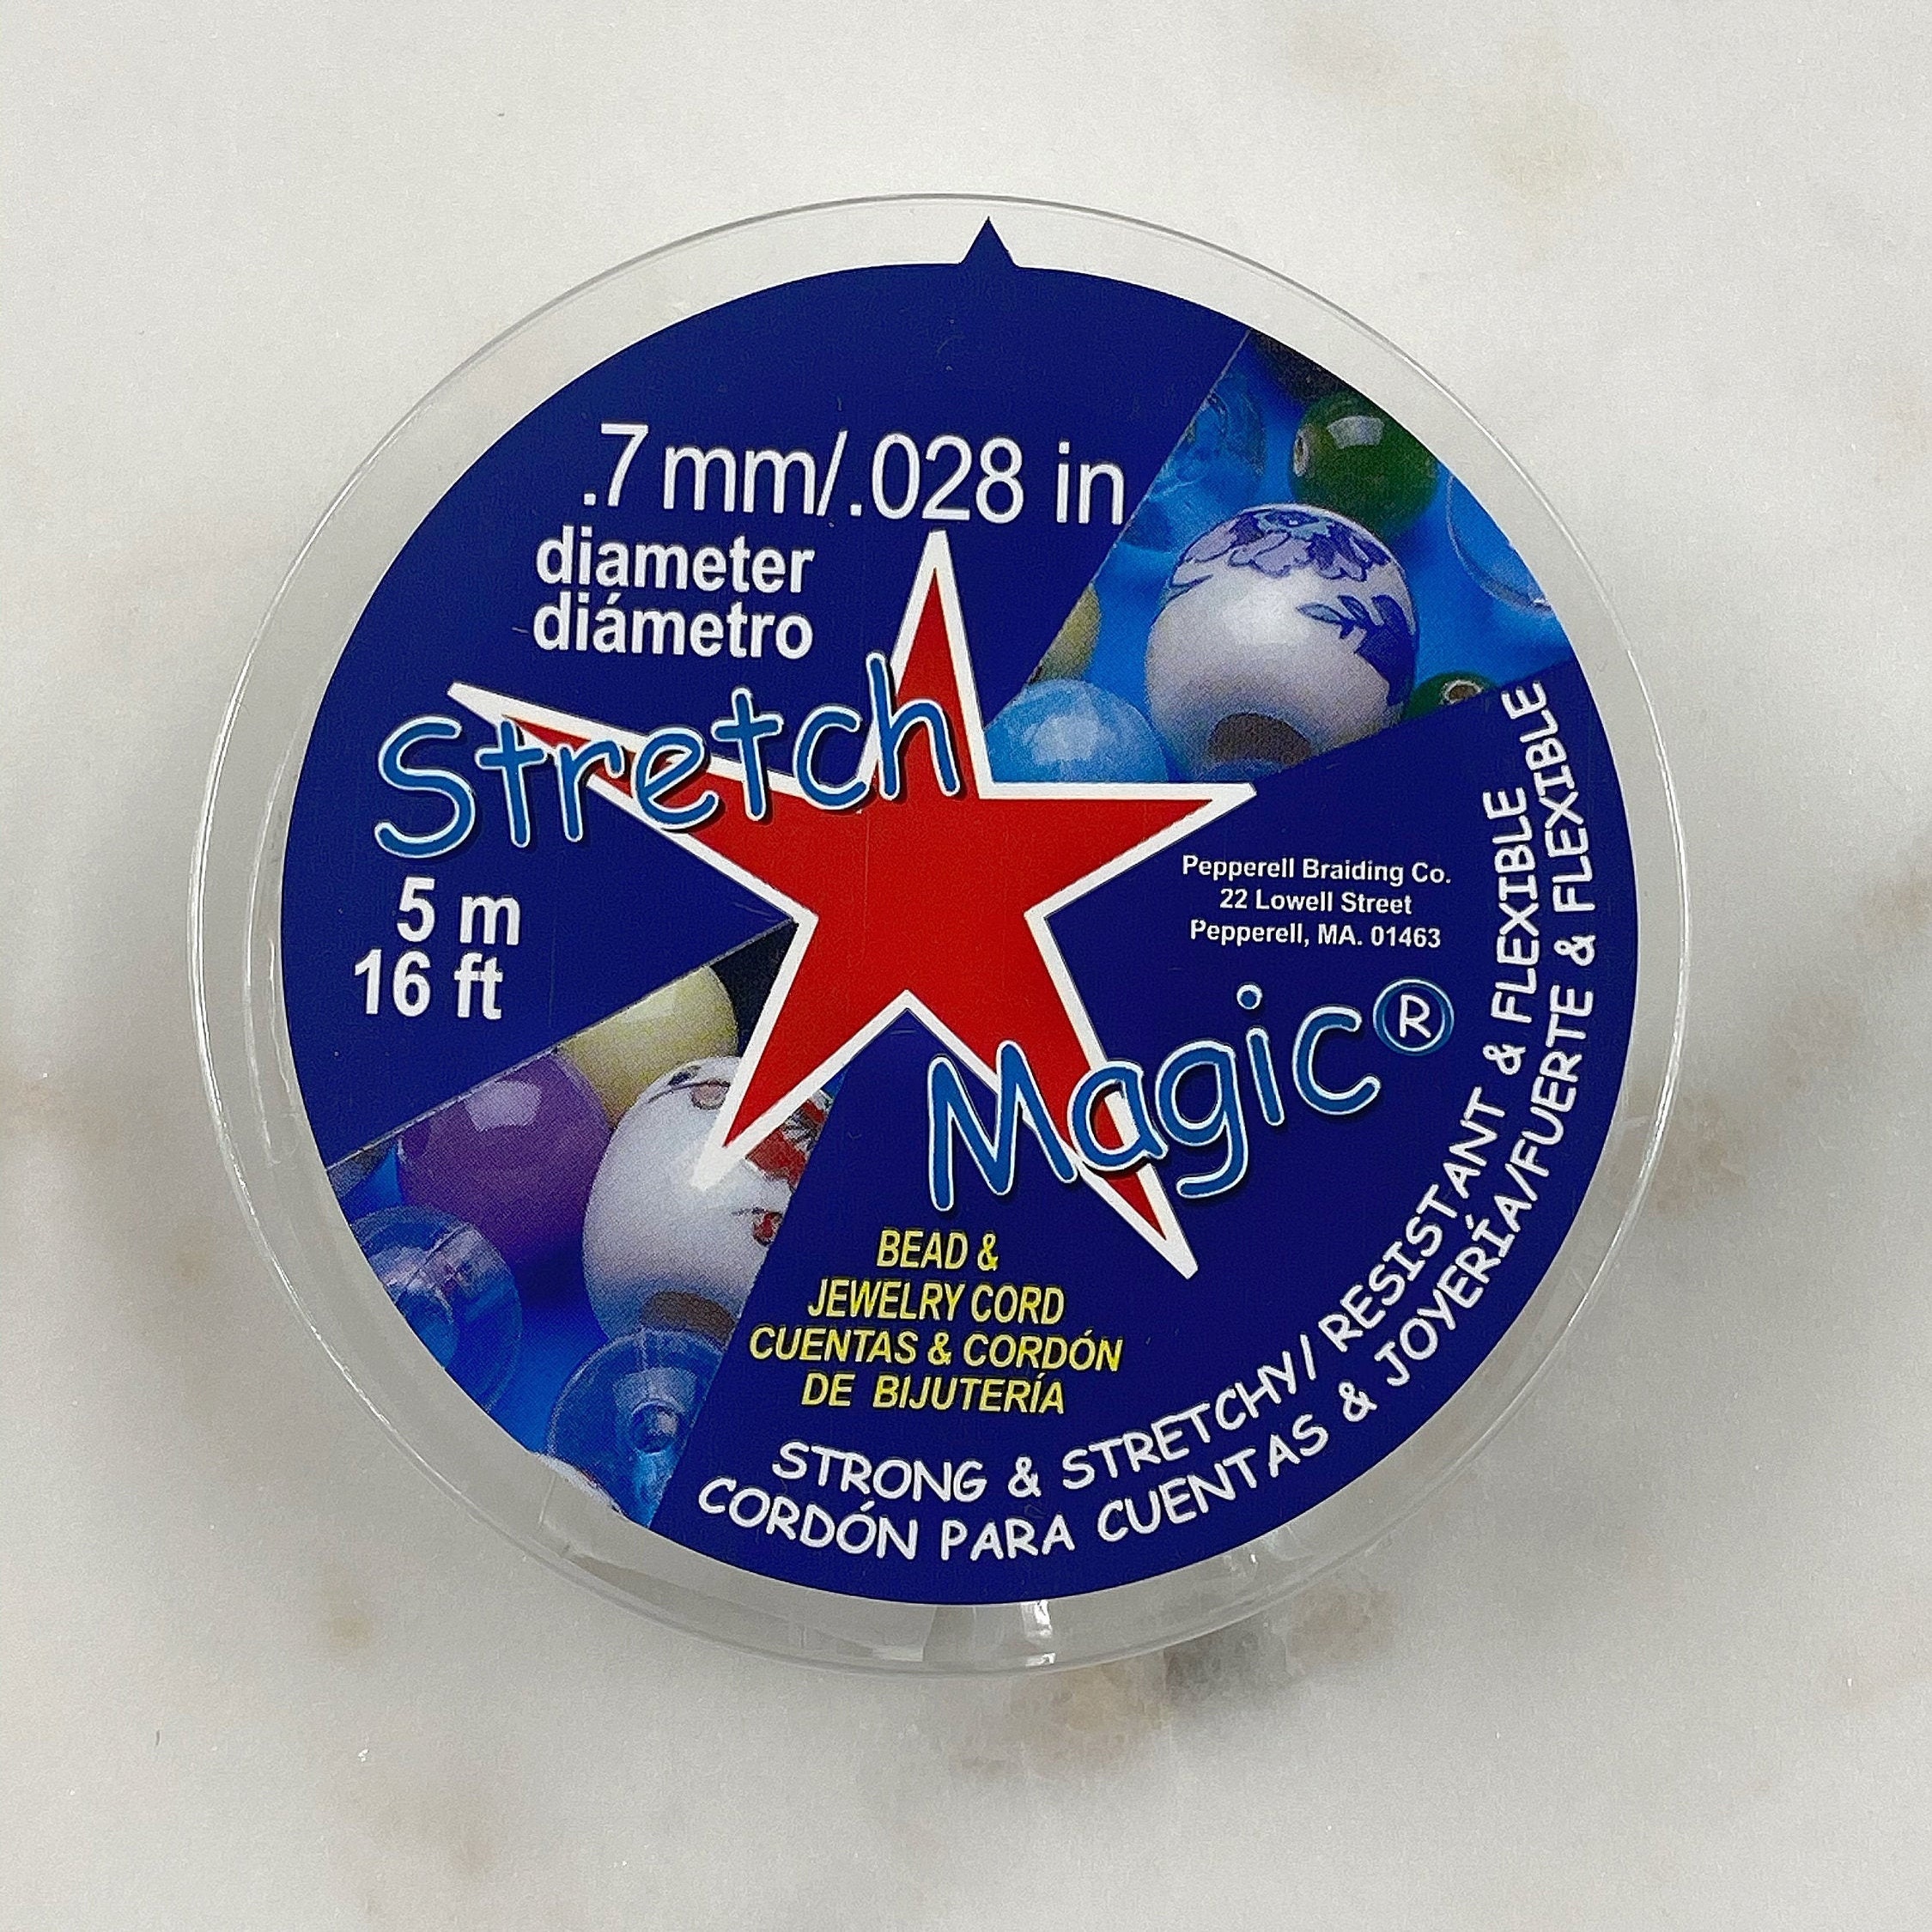 .7 mm/.028 in
diameter
diámetro
Stretch
5 m
16 ft
Pepperell Braiding Co.
22 Lowell Street
Pepperell, MA. 01463
Magic®
BEAD &
JEWELRY CORD
CUENTAS & CORDÓN
DE BIJUTERÍA
STRONG & STRETCHY/ RESISTANT & FLEXIBLE
CORDÓN PARA CUENTAS & JOYERÍA/FUERTE & FLEXIBLE